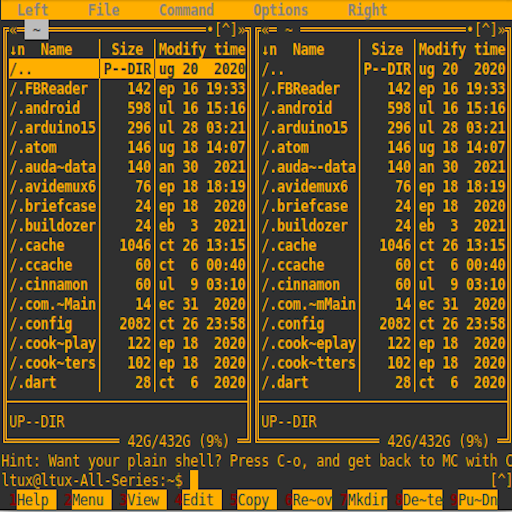 Left File Command Options Right
«= ~ •[^]» «= ~ •[^]»
↓n Name Size Modify time ↓n Name Size Modify time
/.. P--DIR ug 20 2020 /.. P--DIR ug 20 2020
/.FBReader 142 ep 16 19:33 /.FBReader 142 ep 16 19:33
/.android 598 ul 16 15:16 /.android 598 ul 16 15:16
/.arduino15 296 ul 28 03:21 /.arduino15 296 ul 28 03:21
/.atom 146 ug 18 14:07 /.atom 146 ug 18 14:07
/.auda~data 140 an 30 2021 /.auda~-data 140 an 30 2021
/.avidemux6 76 ep 18 18:19 /.avidemux6 76 ep 18 18:19
/.briefcase 24 ep 18 2020 /.briefcase 24 ep 18 2020
/.buildozer 24 eb 3 2021 /.buildozer 24 eb 3 2021
/.cache 1046 ct 26 13:15 /.cache 1046 ct 26 13:15
/.ccache 60 ct 6 00:40 /.ccache 60 ct 6 00:40
/.cinnamon 60 ul 9 03:10 /.cinnamon 60 ul 9 03:10
/.com.~Main 14 ec 31 2020 /.com.~mMain 14 ec 31 2020
/.config 2082 ct 26 23:58 /.config 2082 ct 26 23:58
/.cook~play 122 ep 18 2020 /.cook~eplay 122 ep 18 2020
/.cook~ters 102 ep 18 2020 /.cook~tters 102 ep 18 2020
/.dart 28 ct 6 2020 /.dart 28 ct 6 2020
UP--DIR UP--DIR
42G/432G (9%) 42G/432G (9%)
Hint: Want your plain shell? Press C-o, and get back to MC with C
ltux@ltux-All-Series:~$ [^]
1Help 2Menu 3View 4Edit 5Copy 6Re~ov 7Mkdir 8De~te 9Pu~Dn